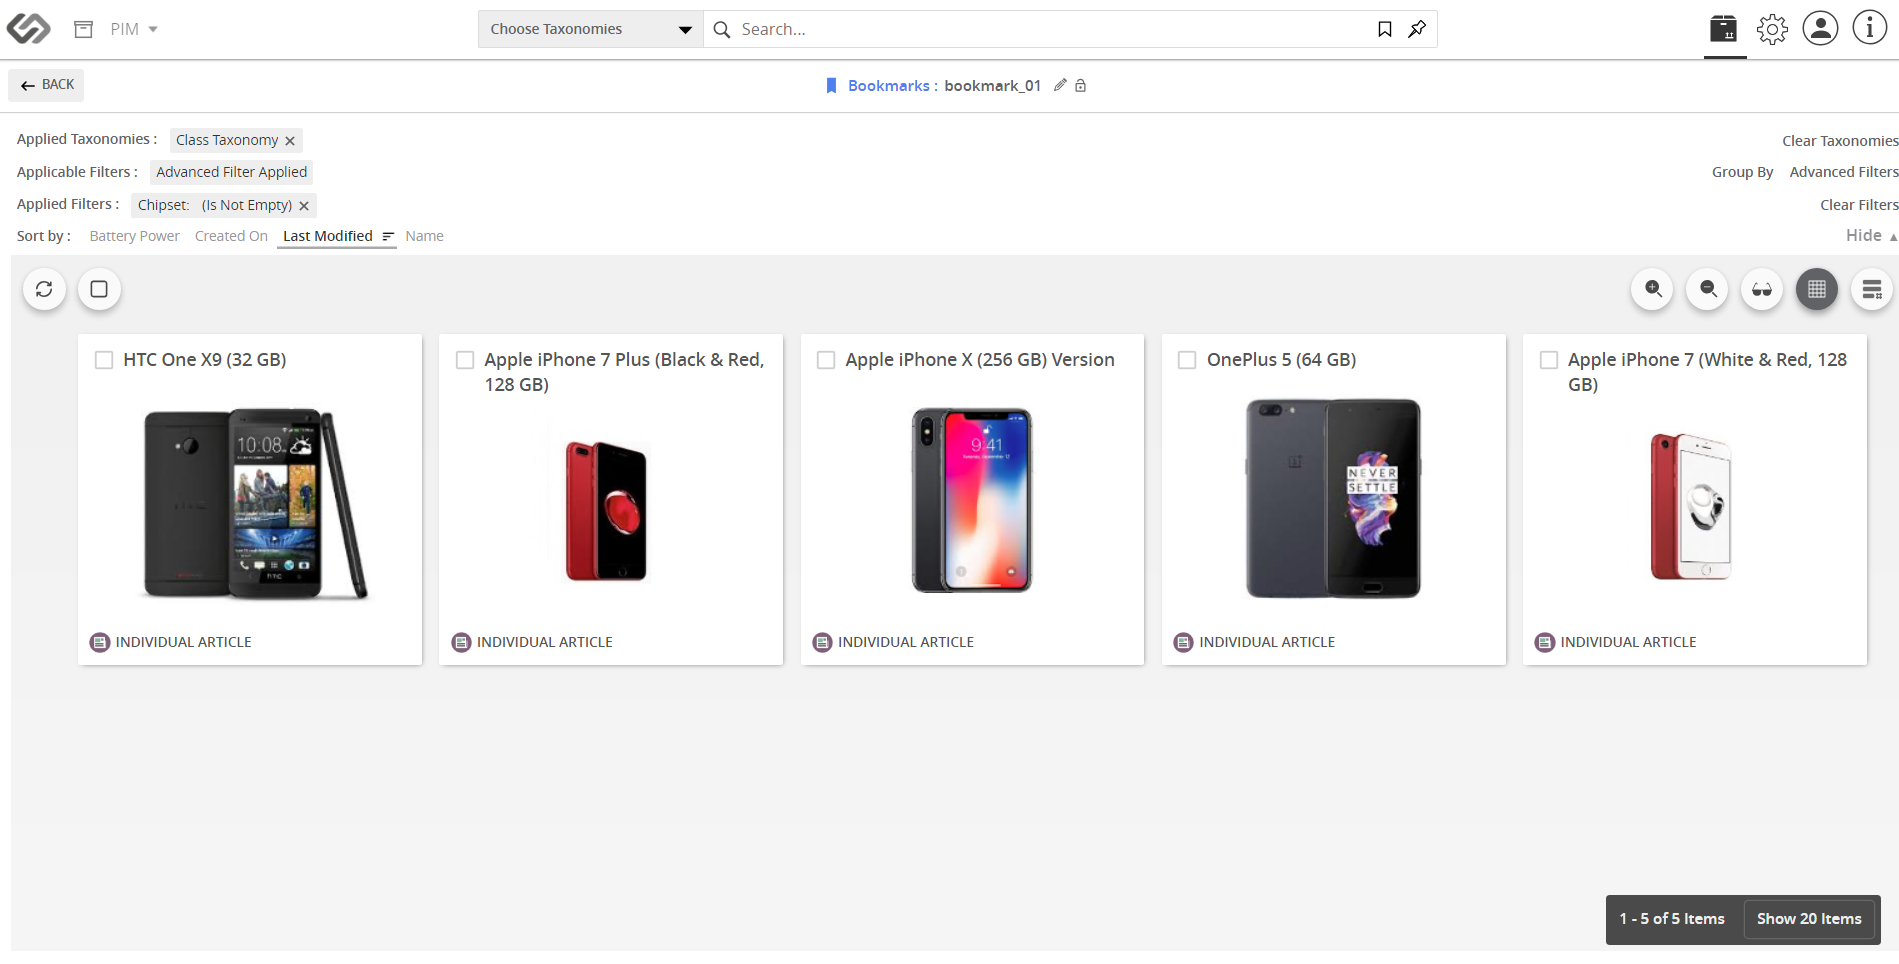 PIM
Choose Taxonomies
Search...
BACK
Bookmarks : bookmark_01
Applied Taxonomies : Class Taxonomy
Clear Taxonomies
Applicable Filters : Advanced Filter Applied
Group By Advanced Filters
Applied Filters : Chipset: (Is Not Empty)
Clear Filters
Sort by : Battery Power Created On Last Modified Name
Hide
HTC One X9 (32 GB)
INDIVIDUAL ARTICLE
Apple iPhone 7 Plus (Black & Red,
128 GB)
INDIVIDUAL ARTICLE
Apple iPhone X (256 GB) Version
9:41
INDIVIDUAL ARTICLE
OnePlus 5 (64 GB)
NEVER
SETTLE
INDIVIDUAL ARTICLE
Apple iPhone 7 (White & Red, 128
GB)
INDIVIDUAL ARTICLE
10:08
hTC
1 - 5 of 5 Items
Show 20 Items